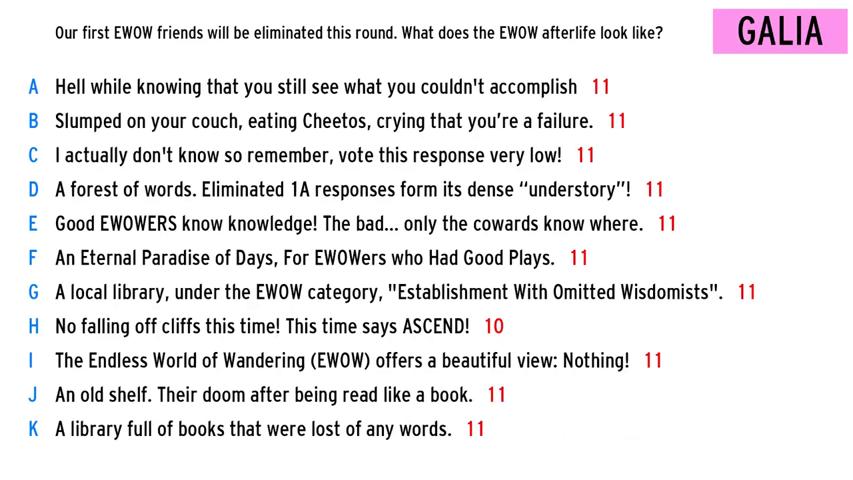 Our first EWOW friends will be eliminated this round. What does the EWOW afterlife look like?
GALIA
A Hell while knowing that you still see what you couldn't accomplish 11
B Slumped on your couch, eating Cheetos, crying that you’re a failure. 11
C I actually don't know so remember, vote this response very low! 11
D A forest of words. Eliminated 1A responses form its dense “understory”! 11
E Good EWOWERS know knowledge! The bad... only the cowards know where. 11
F An Eternal Paradise of Days, For EWOWers who Had Good Plays. 11
G A local library, under the EWOW category, "Establishment With Omitted Wisdomists". 11
H No falling off cliffs this time! This time says ASCEND! 10
I The Endless World of Wandering (EWOW) offers a beautiful view: Nothing! 11
J An old shelf. Their doom after being read like a book. 11
K A library full of books that were lost of any words. 11